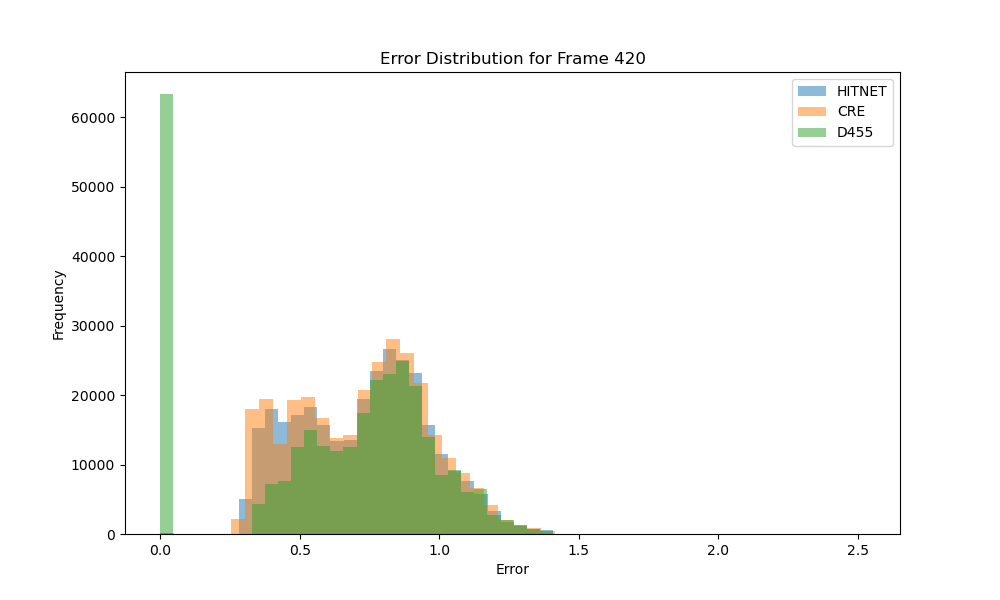 Error Distribution for Frame 420
HITNET
CRE
D455
60000
50000
40000
30000
20000
10000
0
Frequency
0.0 0.5 1.0 1.5 2.0 2.5
Error